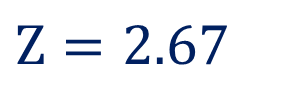 Z = 2.67